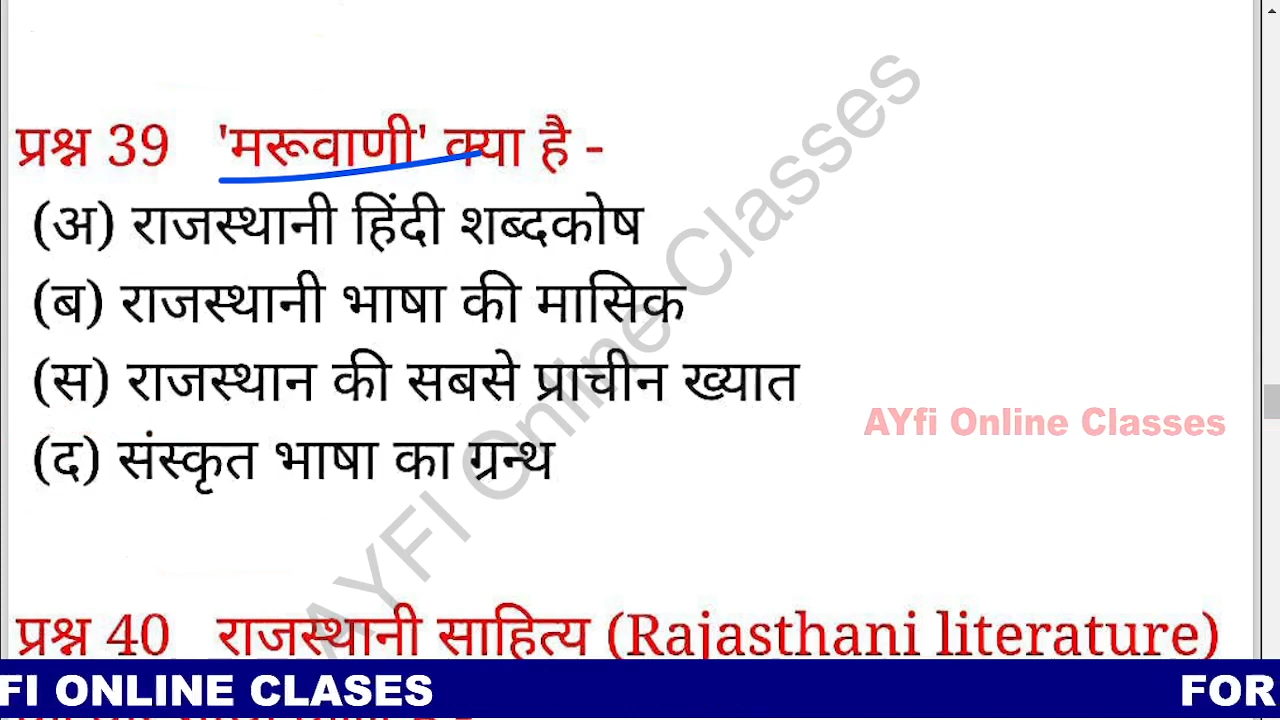 प्रश्न 39 'मरूवाणी' क्या है -
(अ) राजस्थानी हिंदी शब्दकोष
(ब) राजस्थानी भाषा की मासिक
(स) राजस्थान की सबसे प्राचीन ख्यात
(द) संस्कृत भाषा का ग्रन्थ
AYFI Online Classes
AYfi Online Classes
प्रश्न 40 राजस्थानी साहित्य (Rajasthani literature)
FI ONLINE CLASES FOR